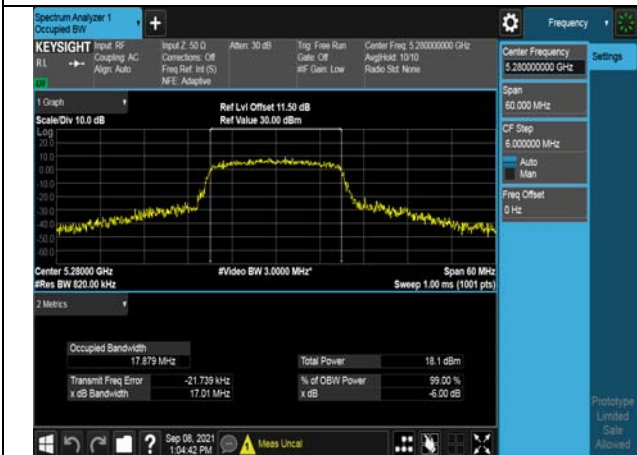 Spectrum Analyzer 1
Occupied BW
+
Frequency
KEYSIGHT
RL
Input: RF
Coupling: AC
Align: Auto
Input Z: 50 Ω
Corrections: Off
Freq Ref: Int (S)
NFE: Adaptive
Atten: 30 dB
Trig: Free Run
Gate: Off
#IF Gain: Low
Center Freq: 5.280000000 GHz
Avg|Hold: 10/10
Radio Std: None
Center Frequency
5.280000000 GHz
Settings
Span
60.000 MHz
CF Step
6.000000 MHz
Auto
Man
Freq Offset
0 Hz
1 Graph
Scale/Div 10.0 dB
Ref Lvl Offset 11.50 dB
Ref Value 30.00 dBm
Log
20.0
10.0
0.00
-10.0
-20.0
-30.0
-40.0
-50.0
-60.0
Center 5.28000 GHz
#Res BW 820.00 kHz
#Video BW 3.0000 MHz*
Span 60 MHz
Sweep 1.00 ms (1001 pts)
2 Metrics
Occupied Bandwidth
17.879 MHz
Total Power 18.1 dBm
Transmit Freq Error -21.739 kHz
% of OBW Power 99.00 %
x dB Bandwidth 17.01 MHz
x dB -6.00 dB
Sep 08, 2021
1:04:42 PM
Meas Uncal
Prototype
Limited
Sale
Allowed